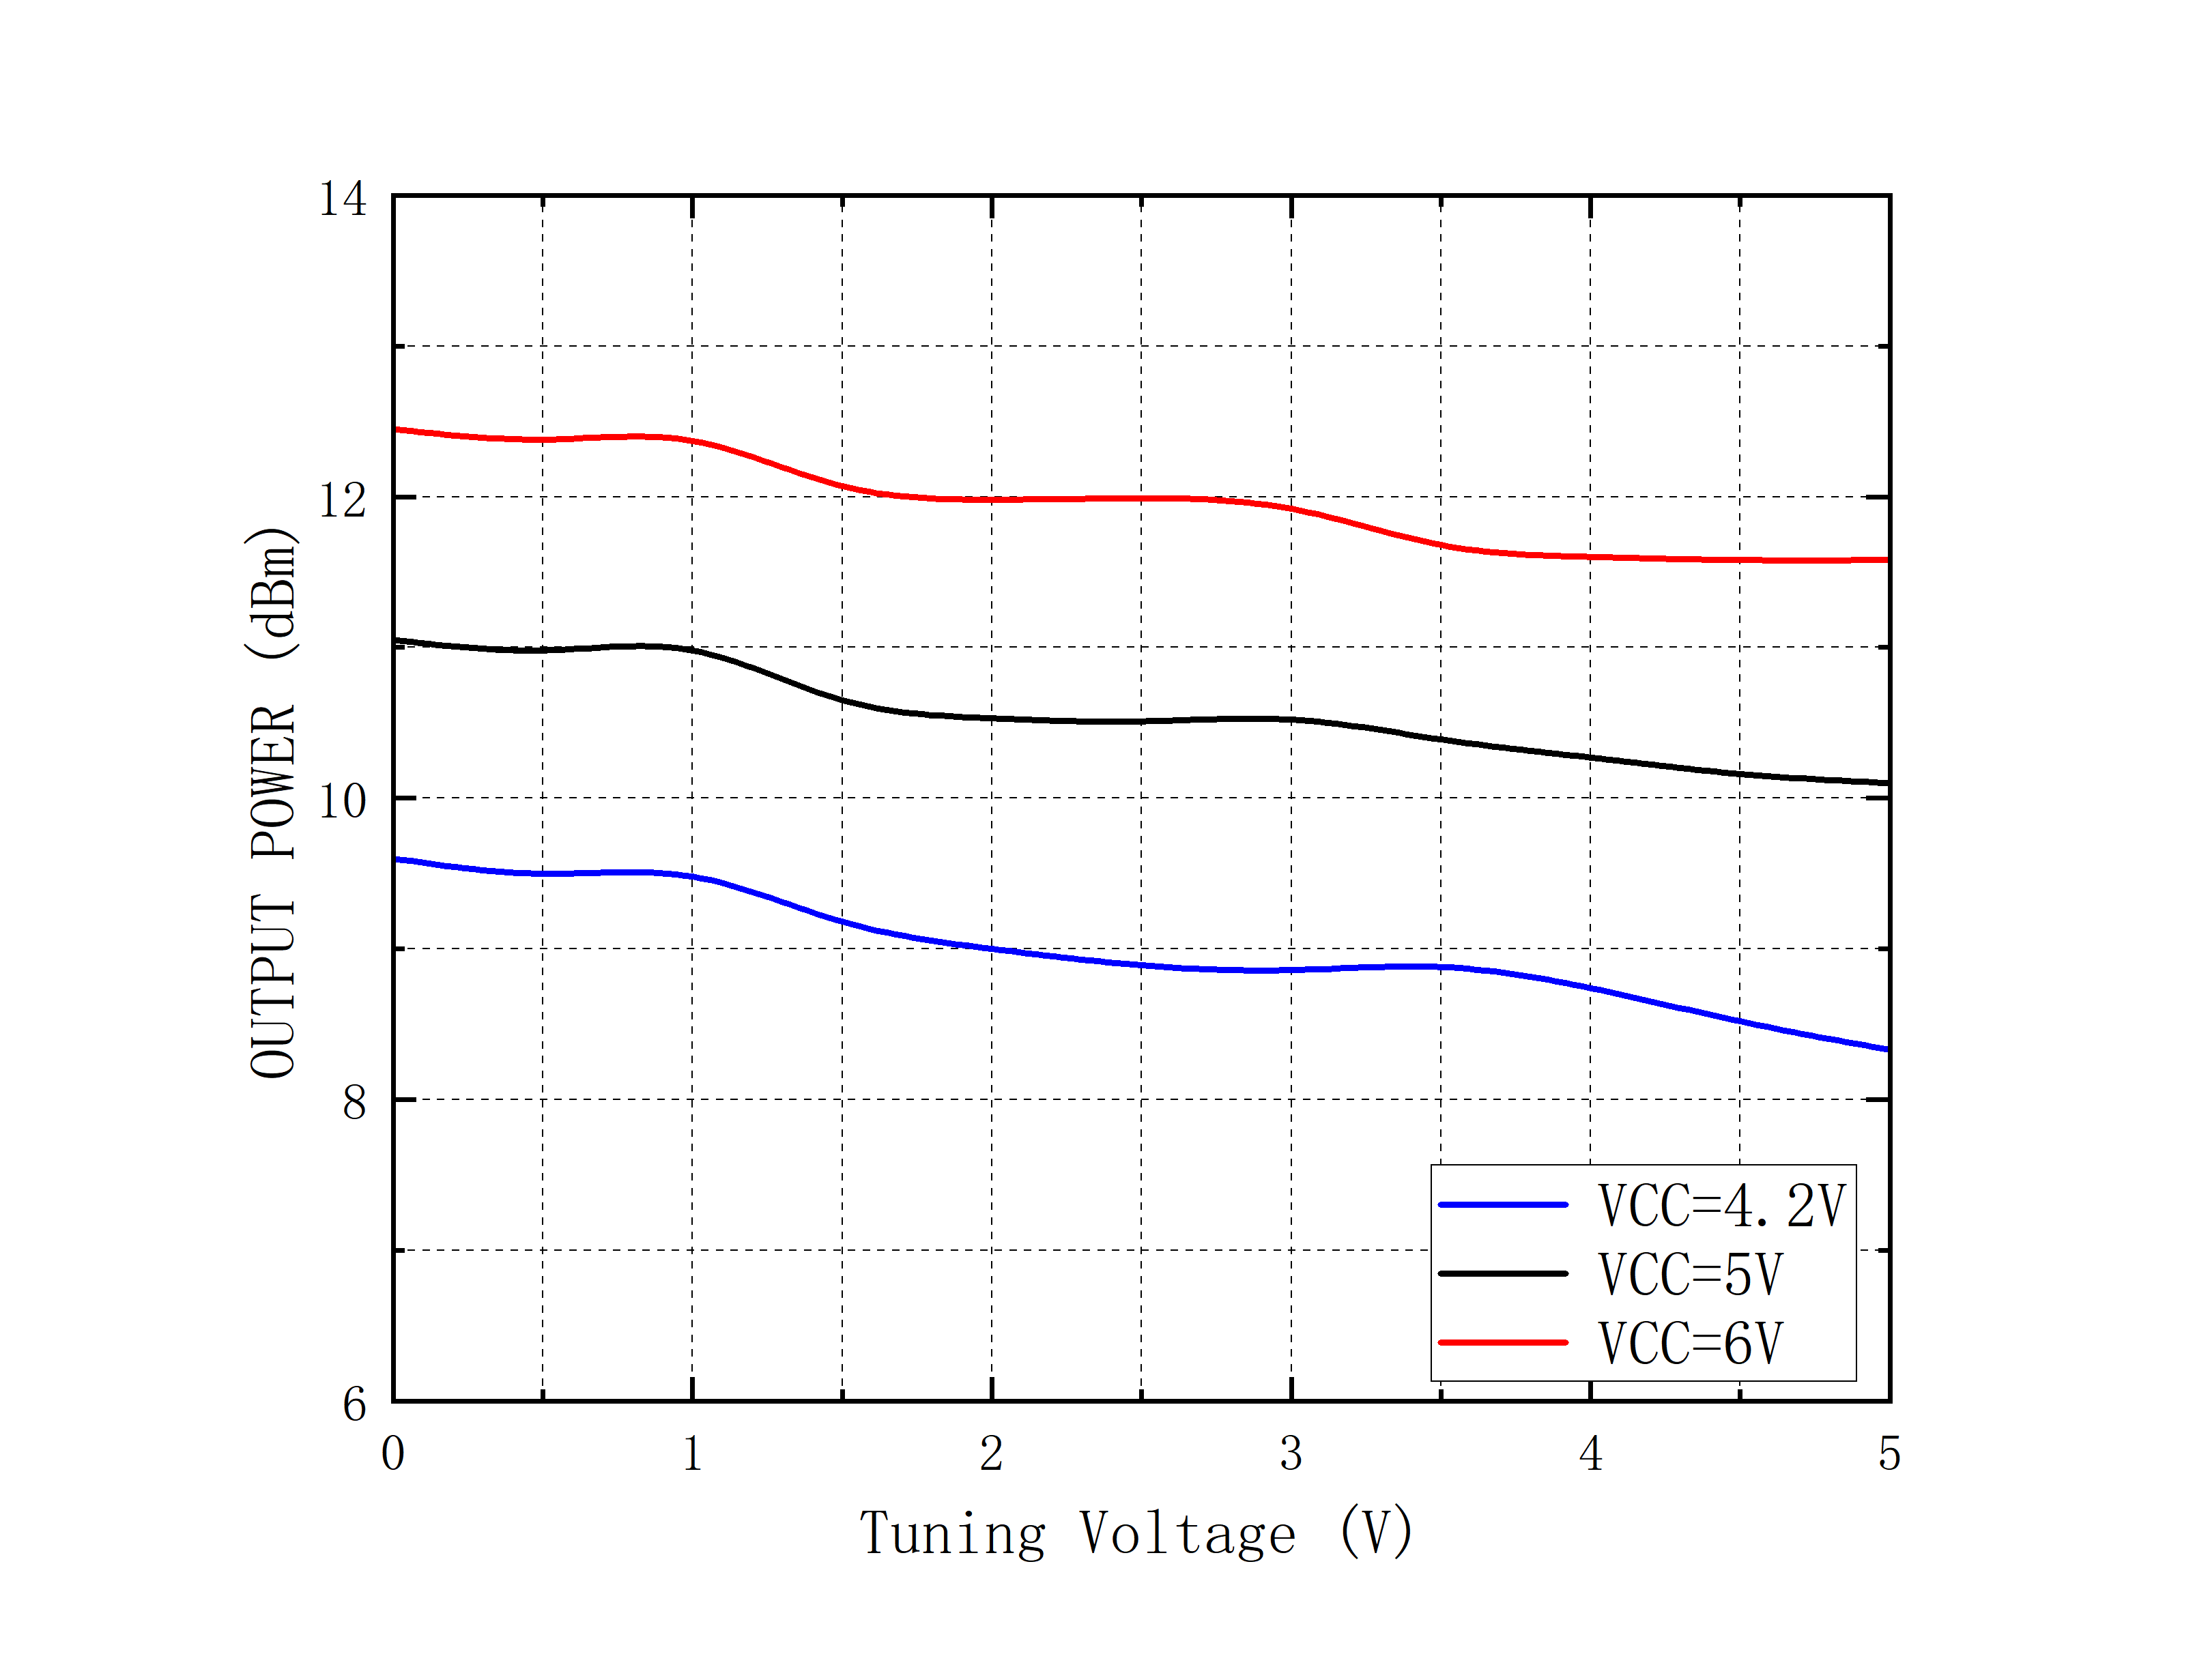 14
12
10
8
6
OUTPUT POWER (dBm)
VCC=4.2V
VCC=5V
VCC=6V
0 1 2 3 4 5
Tuning Voltage (V)